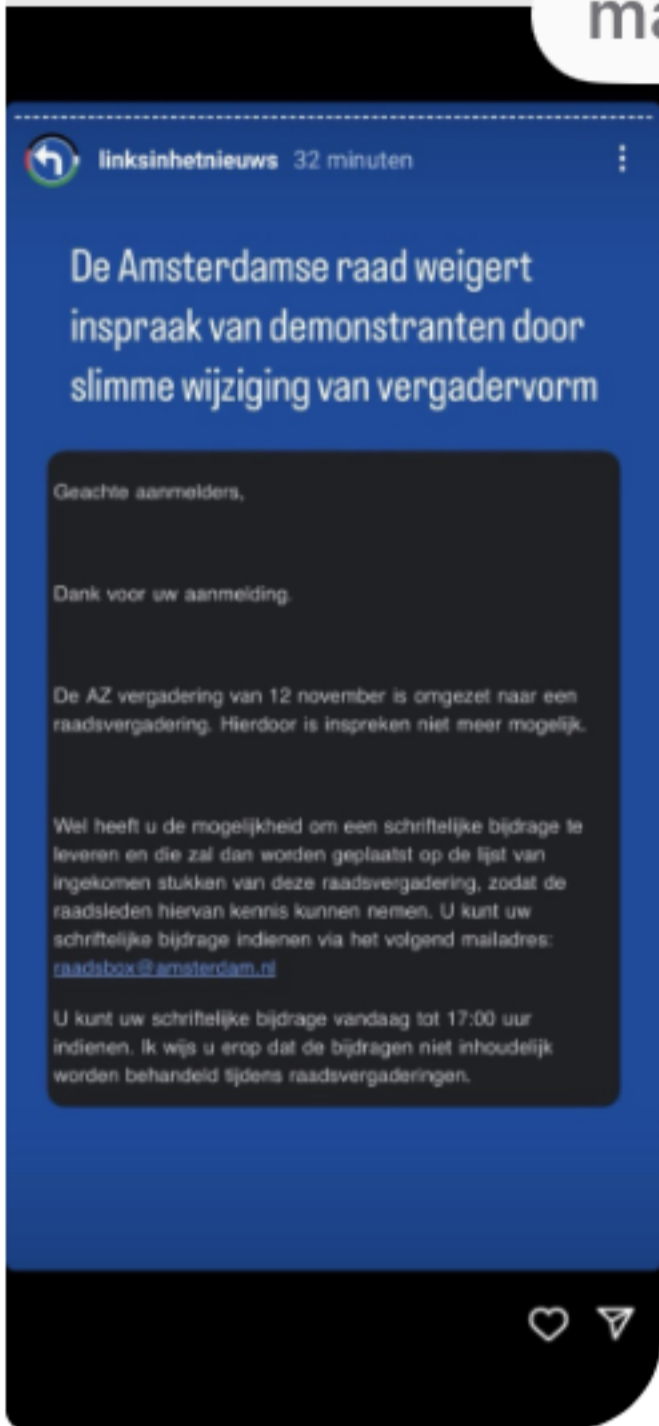 ma
linksinhetnieuws 32 minuten
De Amsterdamse raad weigert
inspraak van demonstranten door
slimme wijziging van vergadervorm
Geachte aanmelders,
Dank voor uw aanmelding.
De AZ vergadering van 12 november is omgezet naar een
raadsvergadering. Hierdoor is inspreken niet meer mogelijk.
Wel heeft u de mogelijkheid om een schriftelijke bijdrage te
leveren en die zal dan worden geplaatst op de lijst van
ingekomen stukken van deze raadsvergadering, zodat de
raadsleden hiervan kennis kunnen nemen. U kunt uw
schriftelijke bijdrage indienen via het volgend mailadres:
raadsbox@amsterdam.nl
U kunt uw schriftelijke bijdrage vandaag tot 17:00 uur
indienen. Ik wijs u erop dat de bijdragen niet inhoudelijk
worden behandeld tijdens raadsvergaderingen.